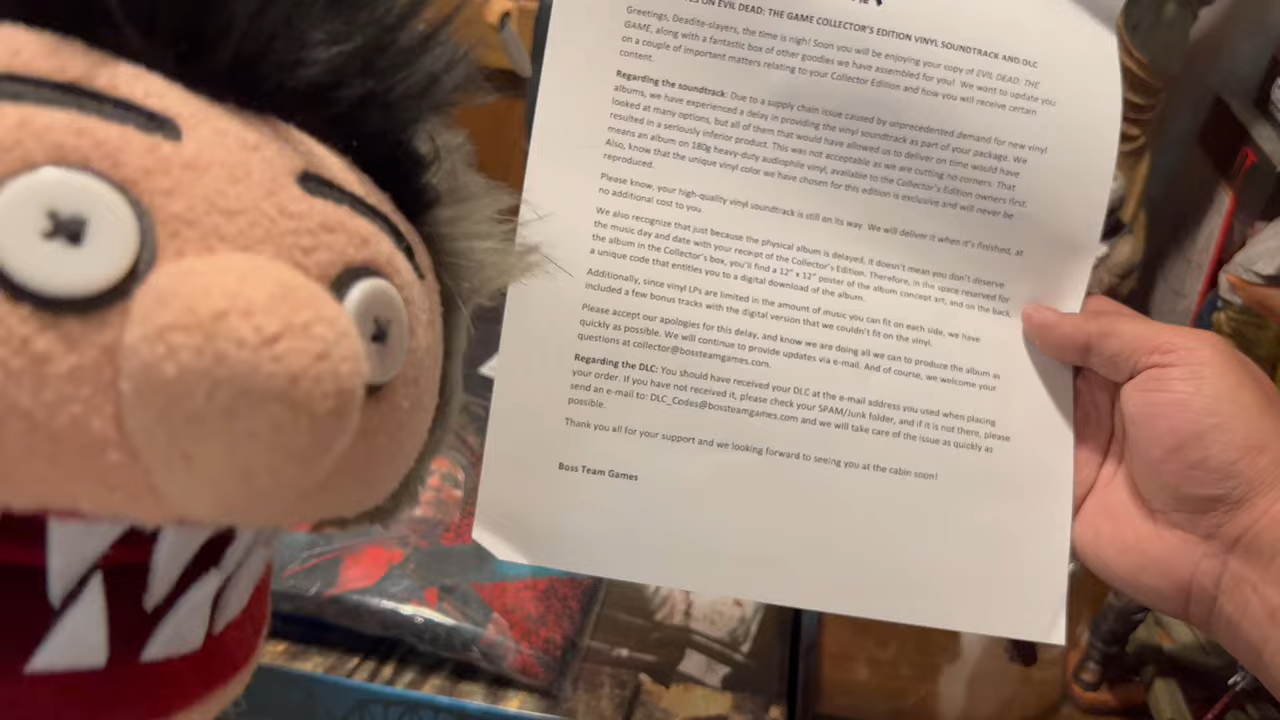 ES ON EVIL DEAD: THE GAME COLLECTOR'S EDITION VINYL SOUNDTRACK AND DLC
Greetings, Deadite-slayers, the time is nigh! Soon you will be enjoying your copy of EVIL DEAD: THE
GAME, along with a fantastic box of other goodies we have assembled for you! We want to update you
on a couple of important matters relating to your Collector Edition and how you will receive certain
content.
Regarding the soundtrack: Due to a supply chain issue caused by unprecedented demand for new vinyl
albums, we have experienced a delay in providing the vinyl soundtrack as part of your package. We
looked at many options, but all of them that would have allowed us to deliver on time would have
resulted in a seriously inferior product. This was not acceptable as we are cutting no corners. That
means an album on 180g heavy-duty audiophile vinyl, available to the Collector's Edition owners first.
Also, know that the unique vinyl color we have chosen for this edition is exclusive and will never be
reproduced.
Please know, your high-quality vinyl soundtrack is still on its way. We will deliver it when it's finished, at
no additional cost to you.
We also recognize that just because the physical album is delayed, it doesn't mean you don't deserve
the music day and date with your receipt of the Collector's Edition. Therefore, in the space reserved for
the album in the Collector's box, you'll find a 12" x 12" poster of the album concept art, and on the back,
a unique code that entitles you to a digital download of the album.
Additionally, since vinyl LPs are limited in the amount of music you can fit on each side, we have
included a few bonus tracks with the digital version that we couldn't fit on the vinyl.
Please accept our apologies for this delay, and know we are doing all we can to produce the album as
quickly as possible. We will continue to provide updates via e-mail. And of course, we welcome your
questions at collector@bossteamgames.com.
Regarding the DLC: You should have received your DLC at the e-mail address you used when placing
your order. If you have not received it, please check your SPAM/Junk folder, and if it is not there, please
send an e-mail to: DLC_Codes@bossteamgames.com and we will take care of the issue as quickly as
possible.
Thank you all for your support and we looking forward to seeing you at the cabin soon!
Boss Team Games